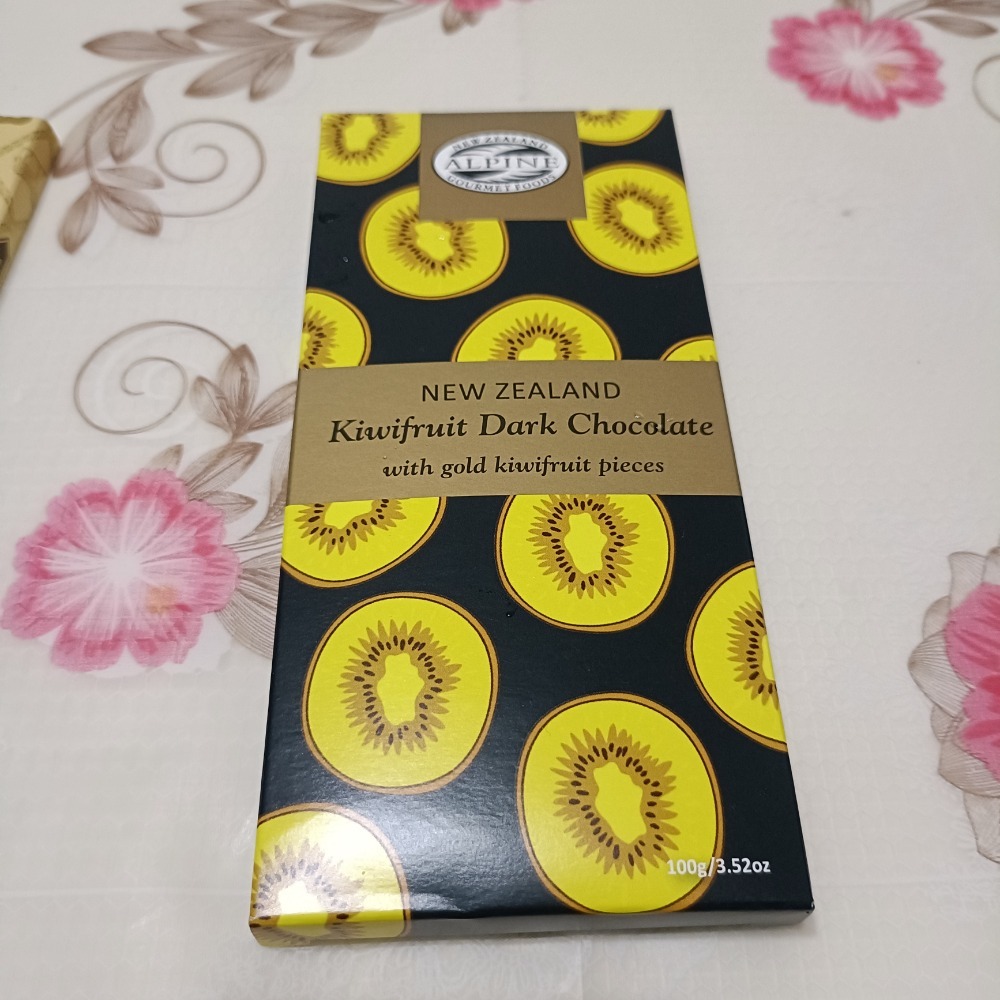 NEW ZEALAND
ALPINE
GOURMET FOODS
NEW ZEALAND
Kiwifruit Dark Chocolate
with gold kiwifruit pieces
100g/3.52oz